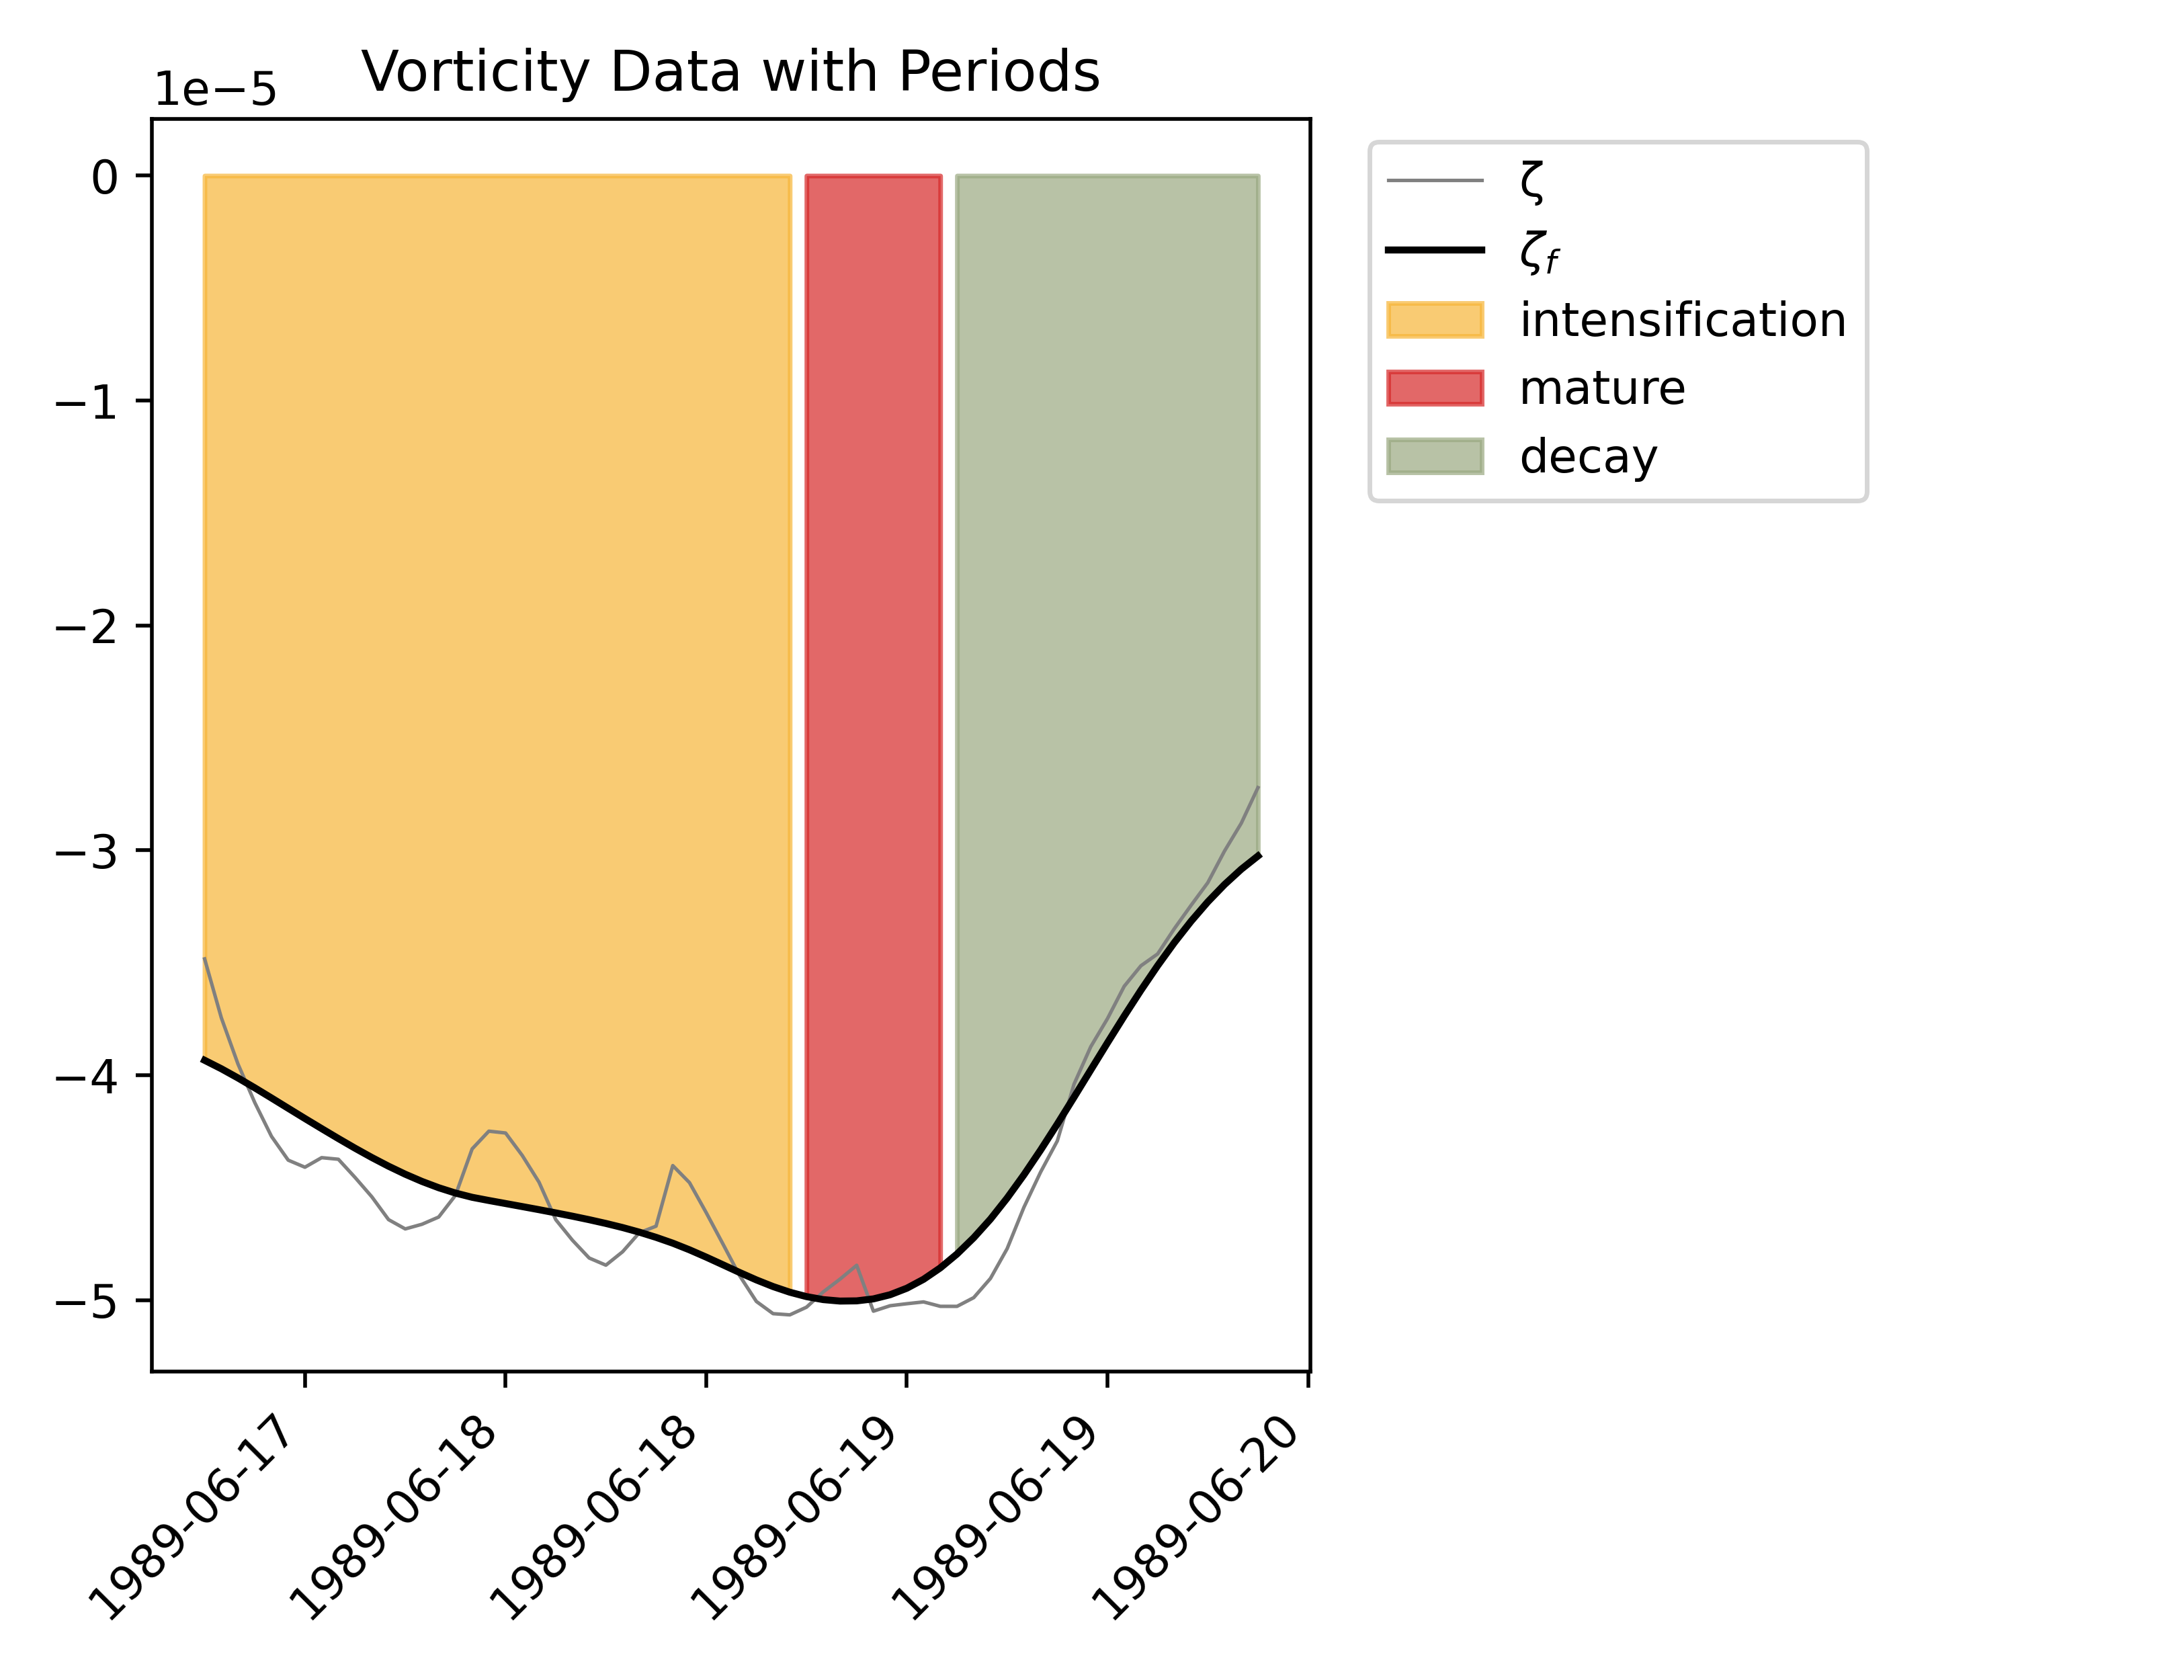 Vorticity Data with Periods
1e−5
0
−1
−2
−3
−4
−5
1989-06-17
1989-06-18
1989-06-18
1989-06-19
1989-06-19
1989-06-20
ζ
ζf
intensification
mature
decay